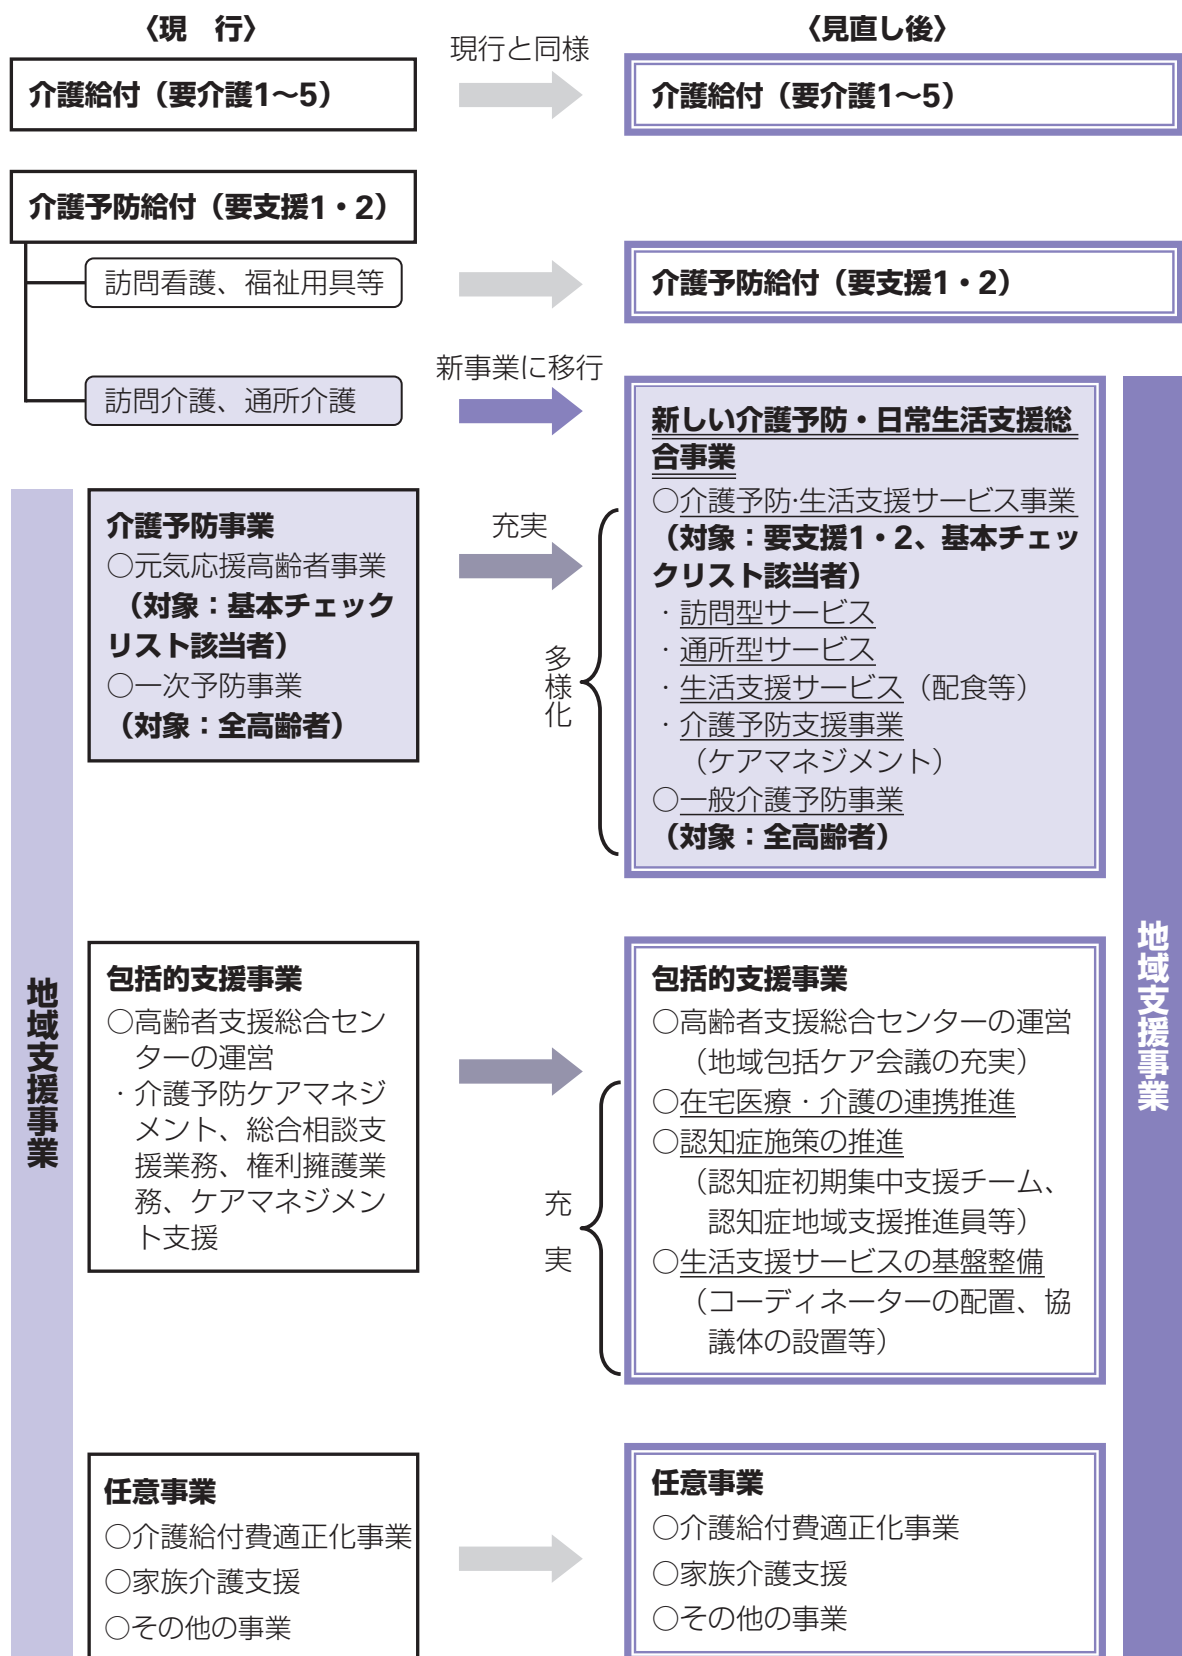 〈現　行〉
現行と同様
〈見直し後〉
介護給付（要介護1～5）
介護給付（要介護1～5）
介護予防給付（要支援1・2）
訪問看護、福祉用具等
介護予防給付（要支援1・2）
新事業に移行
訪問介護、通所介護
地域支援事業
介護予防事業
○元気応援高齢者事業
（対象：基本チェック
リスト該当者）
○一次予防事業
（対象：全高齢者）
充実
多様化
新しい介護予防・日常生活支援総
合事業
○介護予防･生活支援サービス事業
（対象：要支援1・2、基本チェッ
クリスト該当者）
・訪問型サービス
・通所型サービス
・生活支援サービス（配食等）
・介護予防支援事業
（ケアマネジメント）
○一般介護予防事業
（対象：全高齢者）
包括的支援事業
○高齢者支援総合セン
ターの運営
・介護予防ケアマネジ
メント、総合相談支
援業務、権利擁護業
務、ケアマネジメン
ト支援
充実
包括的支援事業
○高齢者支援総合センターの運営
（地域包括ケア会議の充実）
○在宅医療・介護の連携推進
○認知症施策の推進
（認知症初期集中支援チーム、
認知症地域支援推進員等）
○生活支援サービスの基盤整備
（コーディネーターの配置、協
議体の設置等）
地域支援事業
任意事業
○介護給付費適正化事業
○家族介護支援
○その他の事業
任意事業
○介護給付費適正化事業
○家族介護支援
○その他の事業